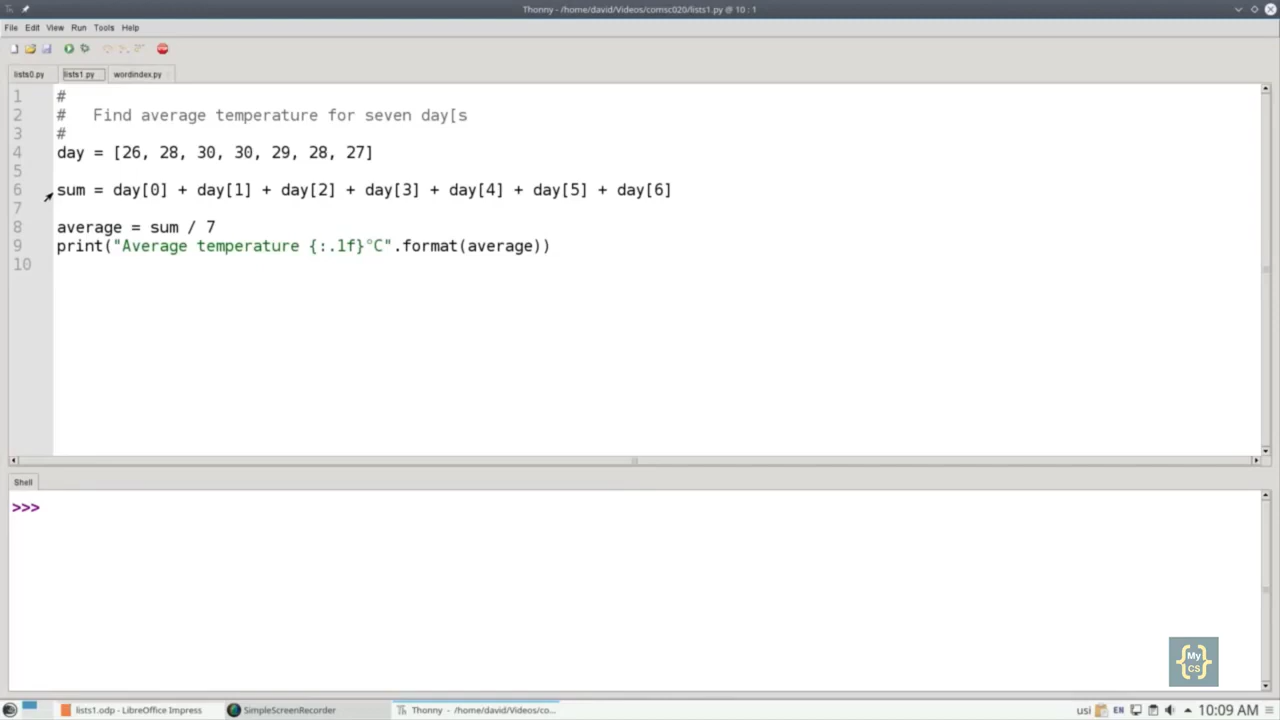 Thonny - /home/david/Videos/comsc020/lists1.py @ 10 : 1
File Edit View Run Tools Help
lists0.py lists1.py wordindex.py
1 #
2 #   Find average temperature for seven day[s
3 #
4 day = [26, 28, 30, 30, 29, 28, 27]
5
6 sum = day[0] + day[1] + day[2] + day[3] + day[4] + day[5] + day[6]
7
8 average = sum / 7
9 print("Average temperature {:.1f}°C".format(average))
10
Shell
>>>
{My CS}
lists1.odp - LibreOffice Impress SimpleScreenRecorder Thonny - /home/david/Videos/co... usi EN 10:09 AM